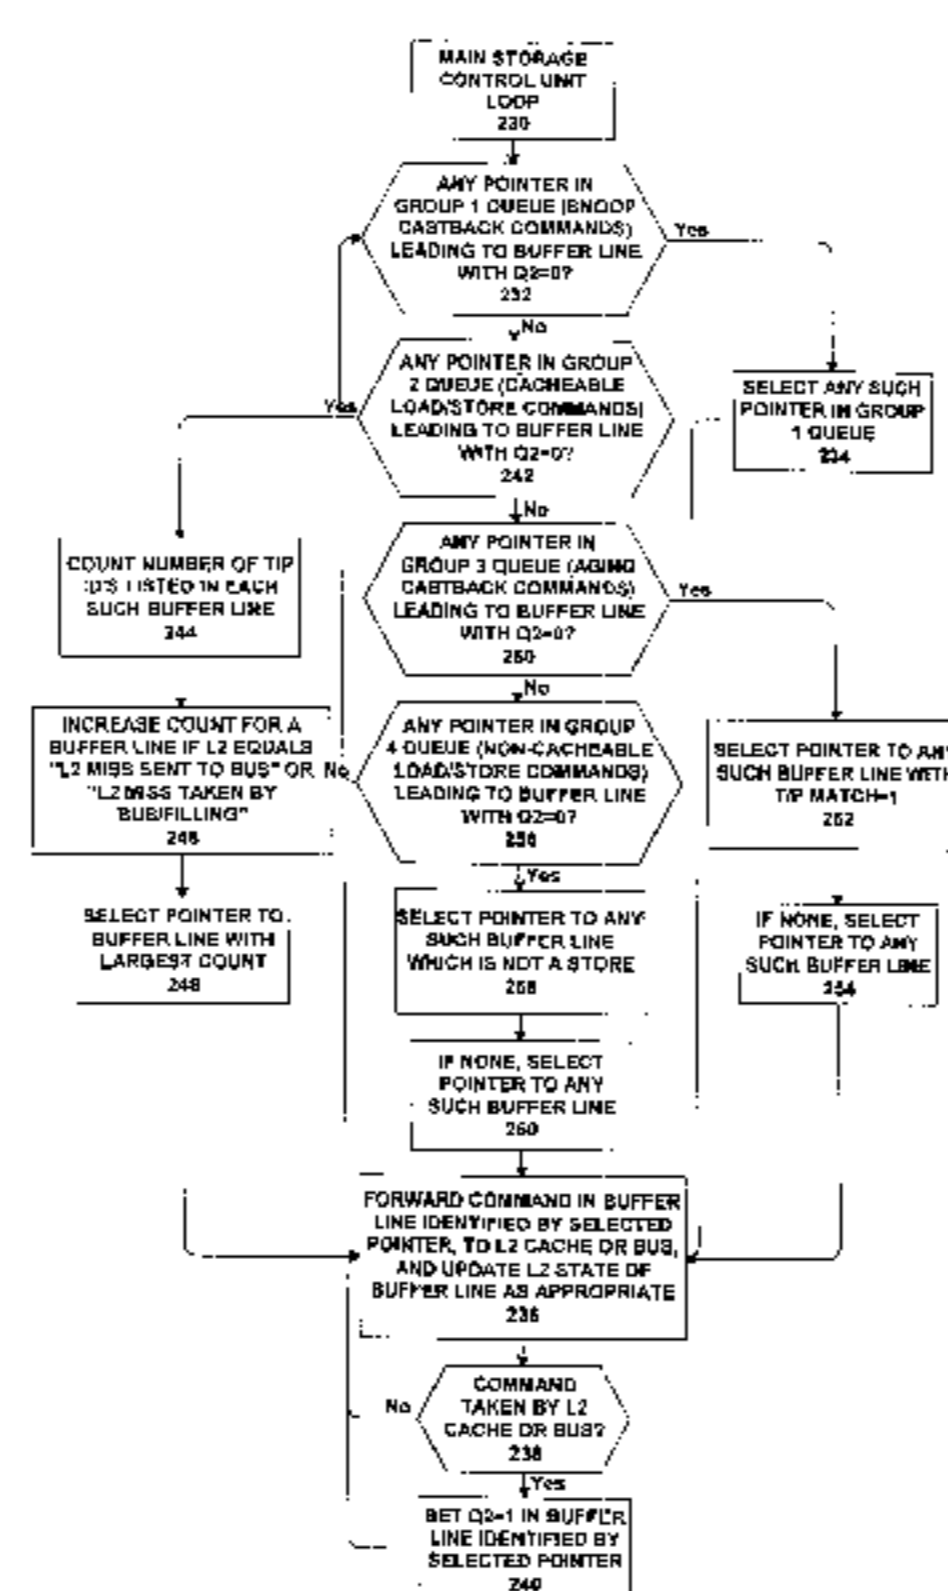 MAIN STORAGE
CONTROL UNIT
LOOP
230
ANY POINTER IN
GROUP 1 QUEUE (SNOOP
CASTBACK COMMANDS)
LEADING TO BUFFER LINE
WITH Q2=0?
232
Yes
No
ANY POINTER IN GROUP
2 QUEUE (CACHEABLE
LOAD/STORE COMMANDS)
LEADING TO BUFFER LINE
WITH Q2=0?
242
Yes
No
SELECT ANY SUCH
POINTER IN GROUP
1 QUEUE
234
COUNT NUMBER OF T/P
ID'S LISTED IN EACH
SUCH BUFFER LINE
244
ANY POINTER IN
GROUP 3 QUEUE (AGING
CASTBACK COMMANDS)
LEADING TO BUFFER LINE
WITH Q2=0?
250
Yes
No
INCREASE COUNT FOR A
BUFFER LINE IF L2 EQUALS
"L2 MISS SENT TO BUS" OR
"L2 MISS TAKEN BY
BUS/FILLING"
246
ANY POINTER IN GROUP
4 QUEUE (NON-CACHEABLE
LOAD/STORE COMMANDS)
LEADING TO BUFFER LINE
WITH Q2=0?
256
No
Yes
SELECT POINTER TO ANY
SUCH BUFFER LINE WITH
T/P MATCH=1
252
SELECT POINTER TO
BUFFER LINE WITH
LARGEST COUNT
248
SELECT POINTER TO ANY
SUCH BUFFER LINE
WHICH IS NOT A STORE
258
IF NONE, SELECT
POINTER TO ANY
SUCH BUFFER LINE
254
IF NONE, SELECT
POINTER TO ANY
SUCH BUFFER LINE
260
FORWARD COMMAND IN BUFFER
LINE IDENTIFIED BY SELECTED
POINTER, TO L2 CACHE OR BUS,
AND UPDATE L2 STATE OF
BUFFER LINE AS APPROPRIATE
236
COMMAND
TAKEN BY L2
CACHE OR BUS?
238
No
Yes
SET Q2=1 IN BUFFER
LINE IDENTIFIED BY
SELECTED POINTER
240